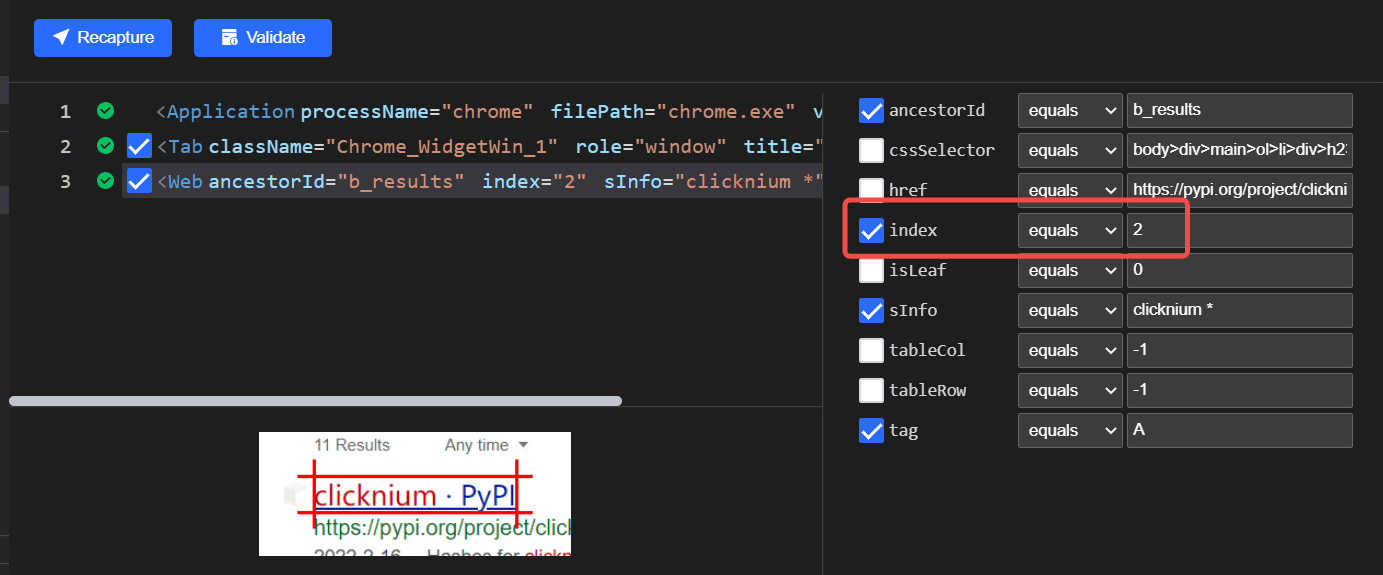 Recapture Validate
1 <Application processName="chrome" filePath="chrome.exe" v
2 <Tab className="Chrome_WidgetWin_1" role="window" title="
3 <Web ancestorId="b_results" index="2" sInfo="clicknium *"
ancestorId equals b_results
cssSelector equals body>div>main>ol>li>div>h2>
href equals https://pypi.org/project/clickni
index equals 2
isLeaf equals 0
sInfo equals clicknium *
tableCol equals -1
tableRow equals -1
tag equals A
11 Results Any time
clicknium · PyPI
https://pypi.org/project/click
2022-2-16 Hashes for clickn